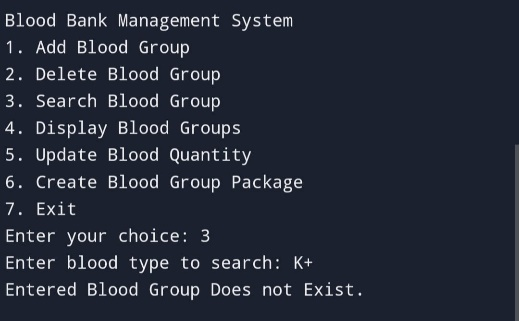 Blood Bank Management System
1. Add Blood Group
2. Delete Blood Group
3. Search Blood Group
4. Display Blood Groups
5. Update Blood Quantity
6. Create Blood Group Package
7. Exit
Enter your choice: 3
Enter blood type to search: K+
Entered Blood Group Does not Exist.